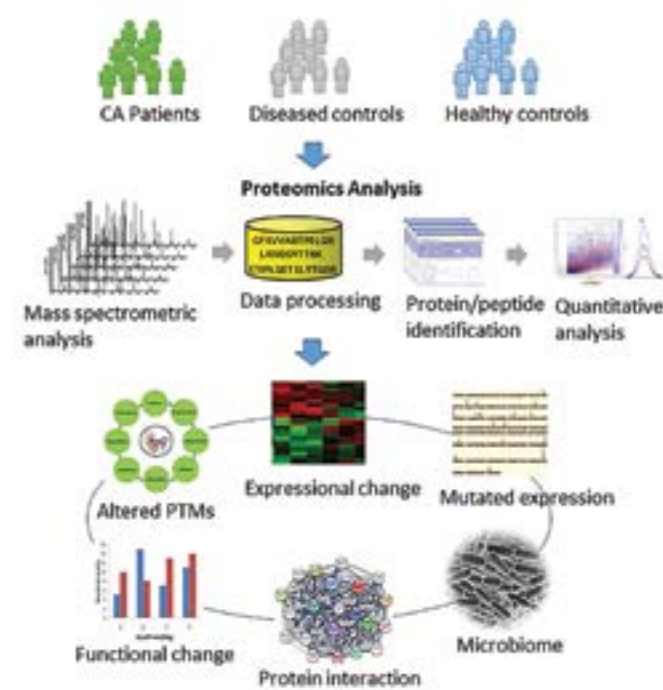 CA Patients
Diseased controls
Healthy controls
Proteomics Analysis
Mass spectrometric
analysis
Data processing
Protein/peptide
identification
Quantitative
analysis
Altered PTMs
Expressional change
Mutated expression
Functional change
Protein interaction
Microbiome